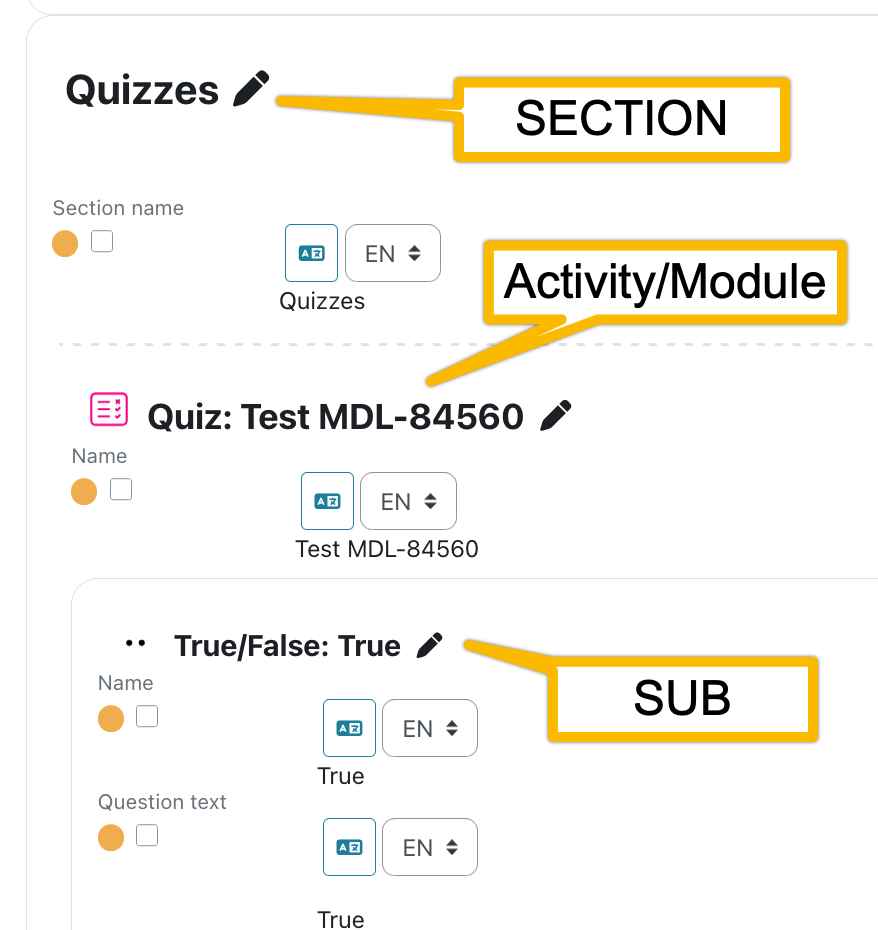 Quizzes
SECTION
Section name
EN
Quizzes
Activity/Module
Quiz: Test MDL-84560
Name
EN
Test MDL-84560
True/False: True
SUB
Name
EN
True
Question text
EN
True